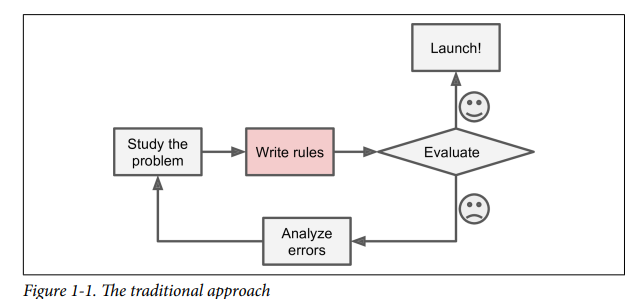 Launch!
Study the
problem
Write rules
Evaluate
Analyze
errors
Figure 1-1. The traditional approach